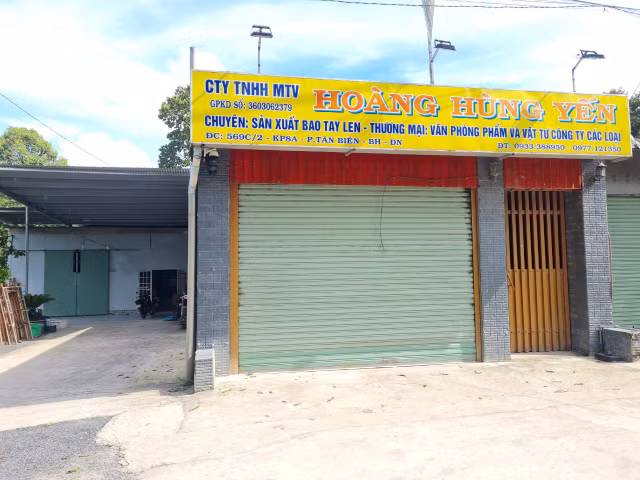 CTY TNHH MTV
GPKD SỐ: 3603062379
HOÀNG HÙNG YẾN
CHUYÊN: SẢN XUẤT BAO TAY LEN - THƯƠNG MẠI: VĂN PHÒNG PHẨM VÀ VẬT TƯ CÔNG TY CÁC LOẠI
ĐC: 569C/2 - KP8A - P.TÂN BIÊN - BH - ĐN
ĐT: 0933.388950 - 0977.121350